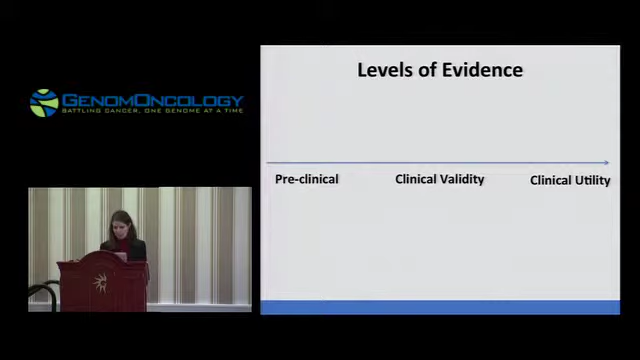 GENOMONCOLOGY
BATTLING CANCER, ONE GENOME AT A TIME
Levels of Evidence
Pre-clinical
Clinical Validity
Clinical Utility